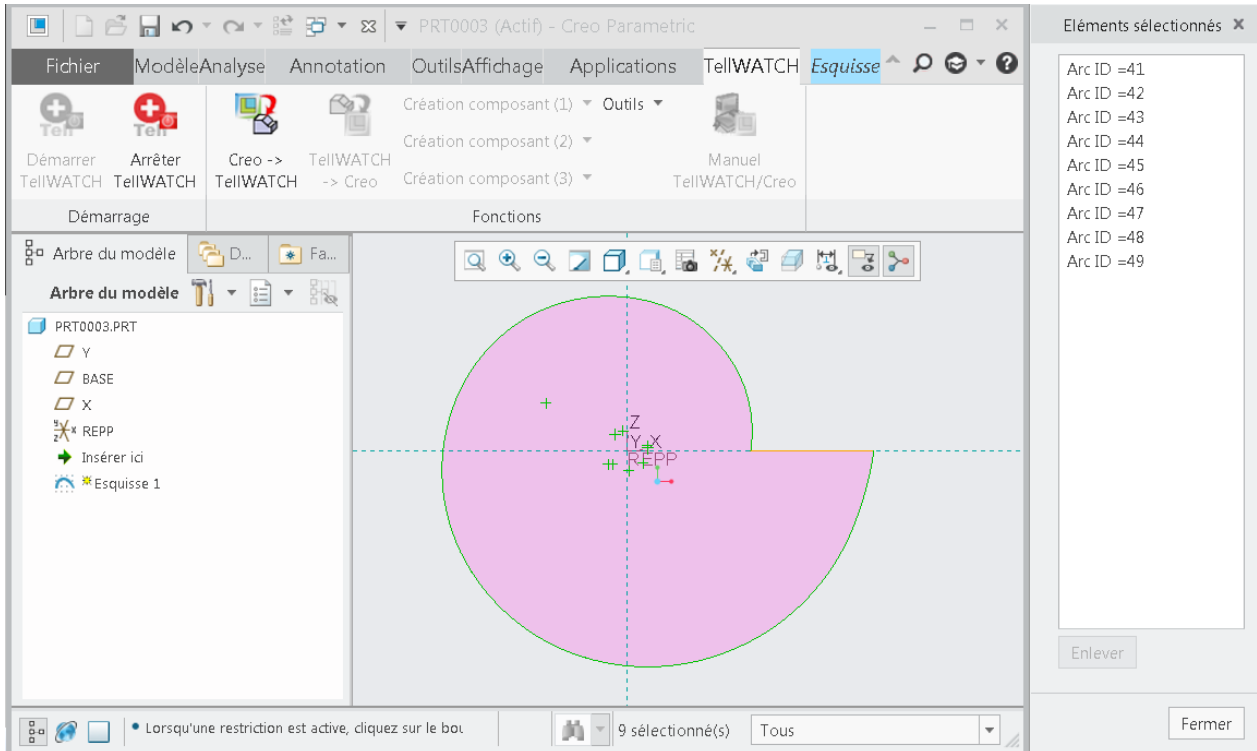 PRT0003 (Actif) - Creo Parametric
Fichier Modèle Analyse Annotation Outils Affichage Applications TellWATCH Esquisse
Tell Tell
Démarrer TellWATCH
Arrêter TellWATCH
Creo -> TellWATCH
TellWATCH -> Creo
Création composant (1) Outils
Création composant (2)
Création composant (3)
Manuel TellWATCH/Creo
Démarrage Fonctions
Arbre du modèle D... Fa...
Arbre du modèle
PRT0003.PRT
Y
BASE
X
REPP
Insérer ici
Esquisse 1
Z
Y X
REPP
• Lorsqu'une restriction est active, cliquez sur le bou
9 sélectionné(s) Tous
Eléments sélectionnés X
Arc ID =41
Arc ID =42
Arc ID =43
Arc ID =44
Arc ID =45
Arc ID =46
Arc ID =47
Arc ID =48
Arc ID =49
Enlever
Fermer